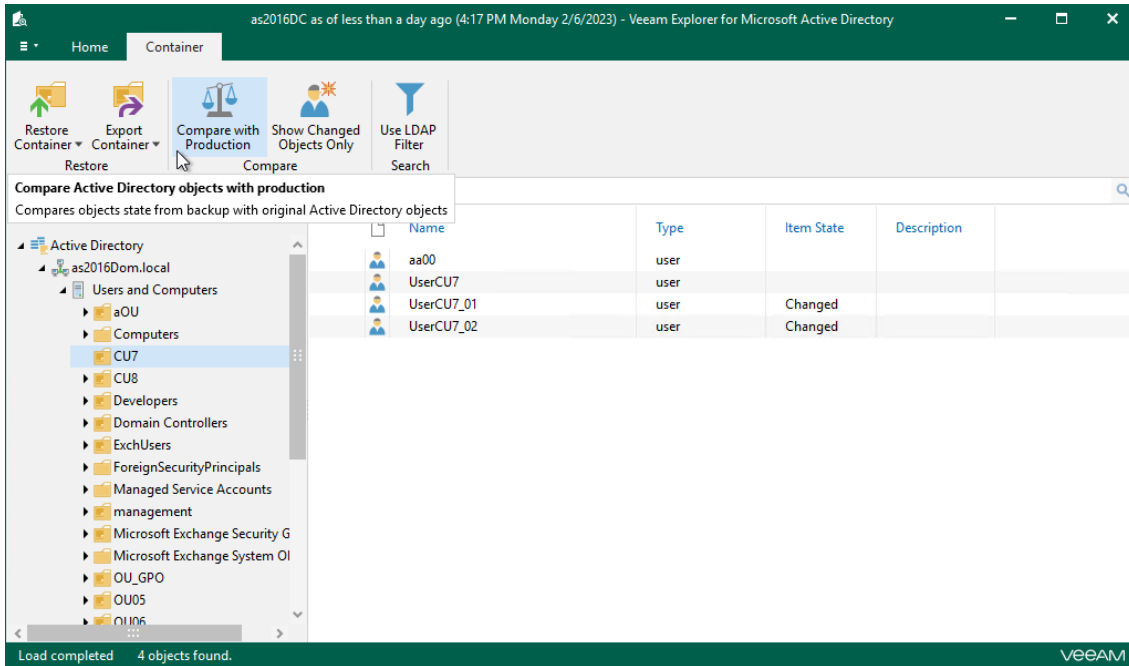 as2016DC as of less than a day ago (4:17 PM Monday 2/6/2023) - Veeam Explorer for Microsoft Active Directory
Home Container
Restore Container
Export Container
Compare with Production
Show Changed Objects Only
Use LDAP Filter
Restore Compare Search
Compare Active Directory objects with production
Compares objects state from backup with original Active Directory objects
Name Type Item State Description
Active Directory
as2016Dom.local
Users and Computers
aOU
Computers
CU7
CU8
Developers
Domain Controllers
ExchUsers
ForeignSecurityPrincipals
Managed Service Accounts
management
Microsoft Exchange Security G
Microsoft Exchange System Ol
OU_GPO
OU05
OU06
aa00 user
UserCU7 user
UserCU7_01 user Changed
UserCU7_02 user Changed
Load completed 4 objects found.
veeam